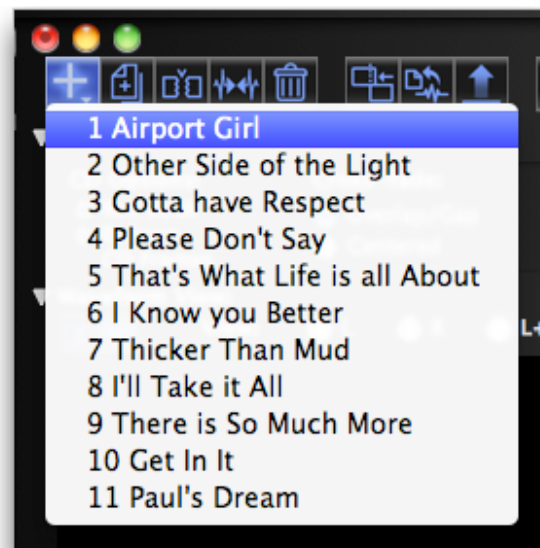 1 Airport Girl
2 Other Side of the Light
3 Gotta have Respect
4 Please Don't Say
5 That's What Life is all About
6 I Know you Better
L+
7 Thicker Than Mud
8 I'll Take it All
9 There is So Much More
10 Get In It
11 Paul's Dream